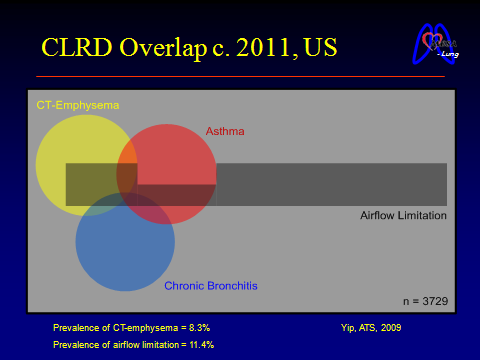 CLRD Overlap c. 2011, US
- Lung
CT-Emphysema
Asthma
Airflow Limitation
Chronic Bronchitis
n = 3729
Prevalence of CT-emphysema = 8.3%
Yip, ATS, 2009
Prevalence of airflow limitation = 11.4%